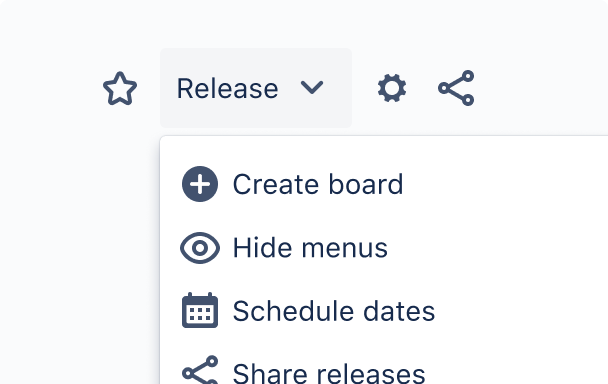 Release
Create board
Hide menus
Schedule dates
Share releases